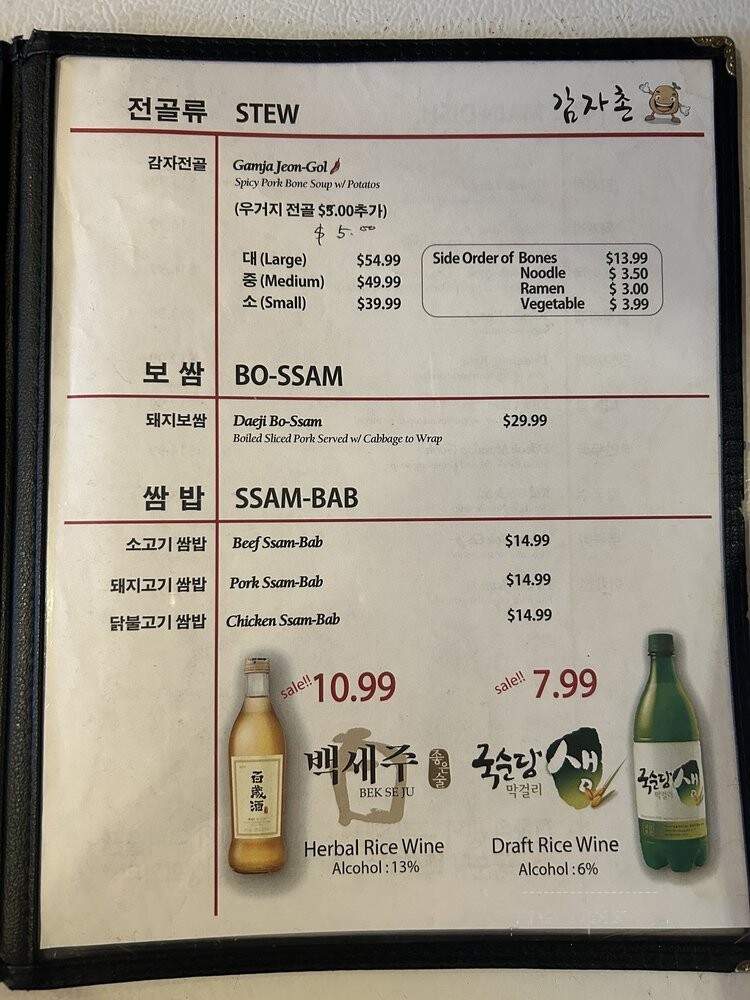 전골류 STEW 감자촌
감자전골 Gamja Jeon-Gol
Spicy Pork Bone Soup w/ Potatos
(우거지 전골 $5.00추가)
$ 5.00
대 (Large) $54.99
중 (Medium) $49.99
소 (Small) $39.99
Side Order of Bones $13.99
Noodle $ 3.50
Ramen $ 3.00
Vegetable $ 3.99
보 쌈 BO-SSAM
돼지보쌈 Daeji Bo-Ssam $29.99
Boiled Sliced Pork Served w/ Cabbage to Wrap
쌈 밥 SSAM-BAB
소고기 쌈밥 Beef Ssam-Bab $14.99
돼지고기 쌈밥 Pork Ssam-Bab $14.99
닭불고기 쌈밥 Chicken Ssam-Bab $14.99
sale!! 10.99
백세주 좋은술
BEK SE JU
Herbal Rice Wine
Alcohol : 13%
百歲酒
sale!! 7.99
국순당 생
막걸리
Draft Rice Wine
Alcohol : 6%
국순당 생
막걸리